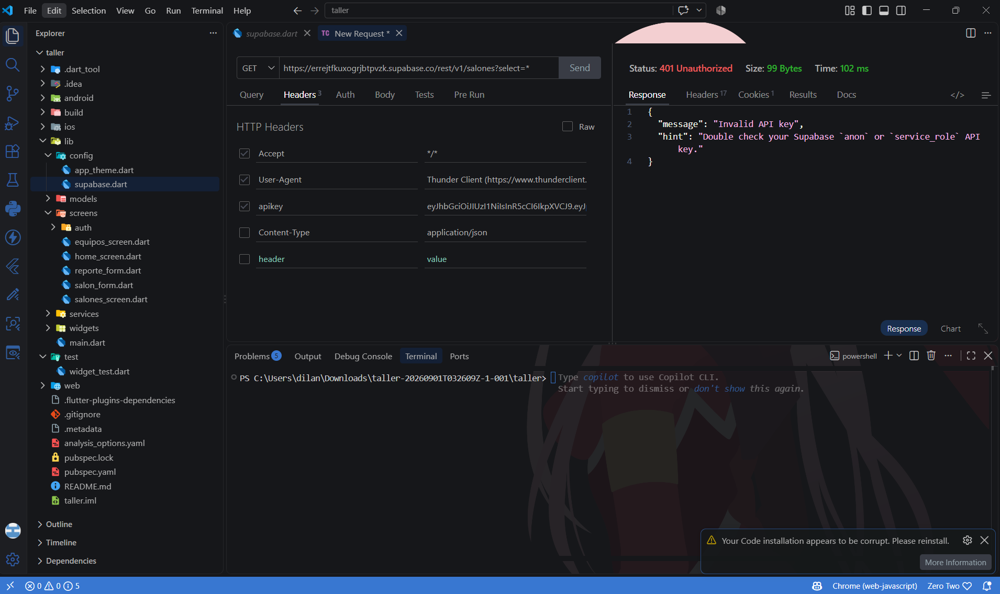 File Edit Selection View Go Run Terminal Help
taller
Explorer
taller
.dart_tool
.idea
android
build
ios
lib
config
app_theme.dart
supabase.dart
models
screens
auth
equipos_screen.dart
home_screen.dart
reporte_form.dart
salon_form.dart
salones_screen.dart
services
widgets
main.dart
test
widget_test.dart
web
.flutter-plugins-dependencies
.gitignore
.metadata
analysis_options.yaml
pubspec.lock
pubspec.yaml
README.md
taller.iml
Outline
Timeline
Dependencies
supabase.dart
TC New Request *
GET https://errejtfkuxogrjbtpvzk.supabase.co/rest/v1/salones?select=* Send
Query Headers 3 Auth Body Tests Pre Run
HTTP Headers Raw
Accept */*
User-Agent Thunder Client (https://www.thunderclient.
apikey eyJhbGciOiJIUzI1NiIsInR5cCI6IkpXVCJ9.eyJ
Content-Type application/json
header value
Status: 401 Unauthorized Size: 99 Bytes Time: 102 ms
Response Headers 17 Cookies 1 Results Docs </>
1 {
2 "message": "Invalid API key",
3 "hint": "Double check your Supabase `anon` or `service_role` API
key."
4 }
Response Chart
Problems 5 Output Debug Console Terminal Ports
powershell
PS C:\Users\dilan\Downloads\taller-20260901T032609Z-1-001\taller> Type copilot to use Copilot CLI.
Start typing to dismiss or don't show this again.
Your Code installation appears to be corrupt. Please reinstall.
More Information
0 0 5
Chrome (web-javascript) Zero Two